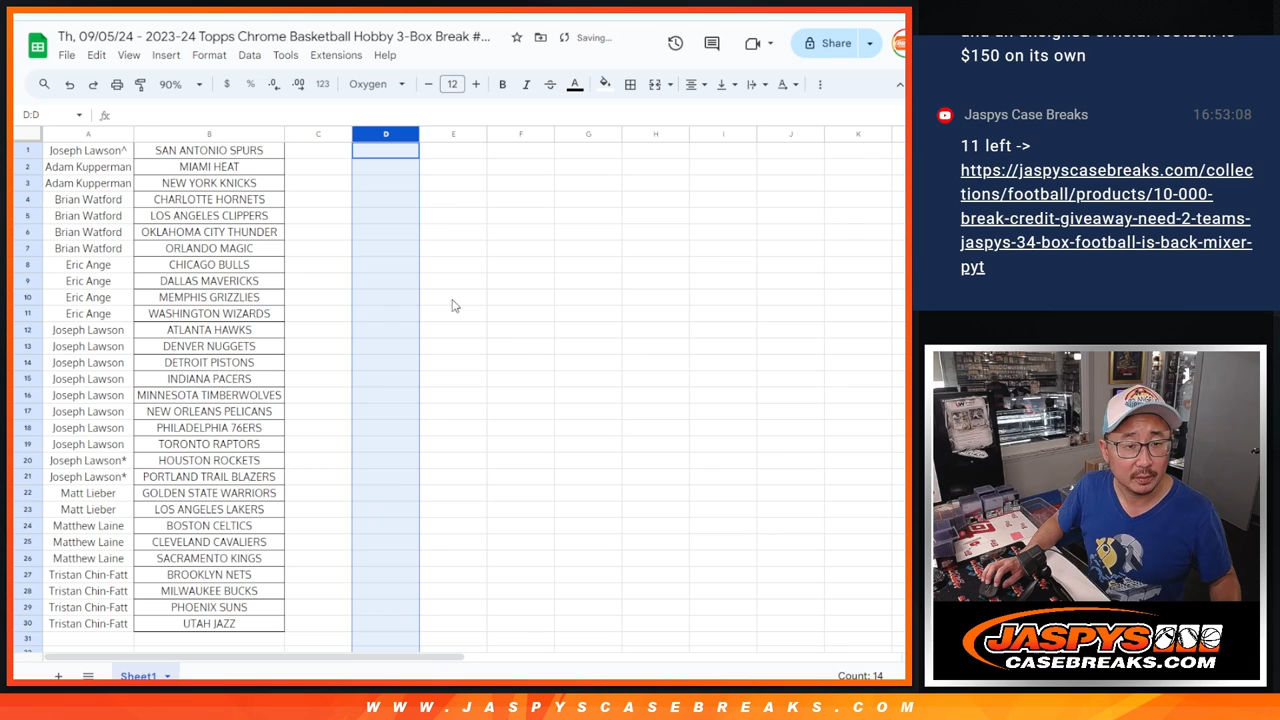 Th, 09/05/24 - 2023-24 Topps Chrome Basketball Hobby 3-Box Break #...
Saving...
Share
File Edit View Insert Format Data Tools Extensions Help
90% $ % .0 .00 123 Oxygen 12 B I A
D:D fx
A B C D E F G H I J K
1 Joseph Lawson^ SAN ANTONIO SPURS
2 Adam Kupperman MIAMI HEAT
3 Adam Kupperman NEW YORK KNICKS
4 Brian Watford CHARLOTTE HORNETS
5 Brian Watford LOS ANGELES CLIPPERS
6 Brian Watford OKLAHOMA CITY THUNDER
7 Brian Watford ORLANDO MAGIC
8 Eric Ange CHICAGO BULLS
9 Eric Ange DALLAS MAVERICKS
10 Eric Ange MEMPHIS GRIZZLIES
11 Eric Ange WASHINGTON WIZARDS
12 Joseph Lawson ATLANTA HAWKS
13 Joseph Lawson DENVER NUGGETS
14 Joseph Lawson DETROIT PISTONS
15 Joseph Lawson INDIANA PACERS
16 Joseph Lawson MINNESOTA TIMBERWOLVES
17 Joseph Lawson NEW ORLEANS PELICANS
18 Joseph Lawson PHILADELPHIA 76ERS
19 Joseph Lawson TORONTO RAPTORS
20 Joseph Lawson* HOUSTON ROCKETS
21 Joseph Lawson* PORTLAND TRAIL BLAZERS
22 Matt Lieber GOLDEN STATE WARRIORS
23 Matt Lieber LOS ANGELES LAKERS
24 Matthew Laine BOSTON CELTICS
25 Matthew Laine CLEVELAND CAVALIERS
26 Matthew Laine SACRAMENTO KINGS
27 Tristan Chin-Fatt BROOKLYN NETS
28 Tristan Chin-Fatt MILWAUKEE BUCKS
29 Tristan Chin-Fatt PHOENIX SUNS
30 Tristan Chin-Fatt UTAH JAZZ
31
Sheet1
Count: 14
$150 on its own
Jaspys Case Breaks 16:53:08
11 left ->
https://jaspyscasebreaks.com/collec
tions/football/products/10-000-
break-credit-giveaway-need-2-teams-
jaspys-34-box-football-is-back-mixer-
pyt
JASPYS
CASEBREAKS.COM
WWW.JASPYSCASEBREAKS.COM